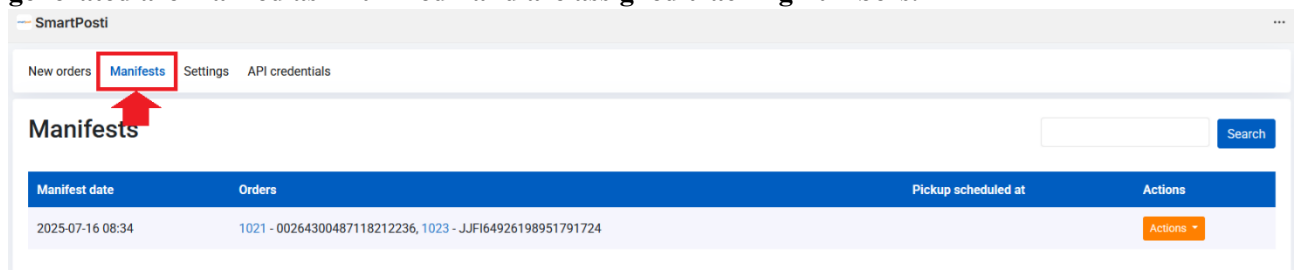 SmartPosti
...
New orders Manifests Settings API credentials
Manifests
Search
Manifest date Orders Pickup scheduled at Actions
2025-07-16 08:34 1021 - 00264300487118212236, 1023 - JJFI64926198951791724 Actions